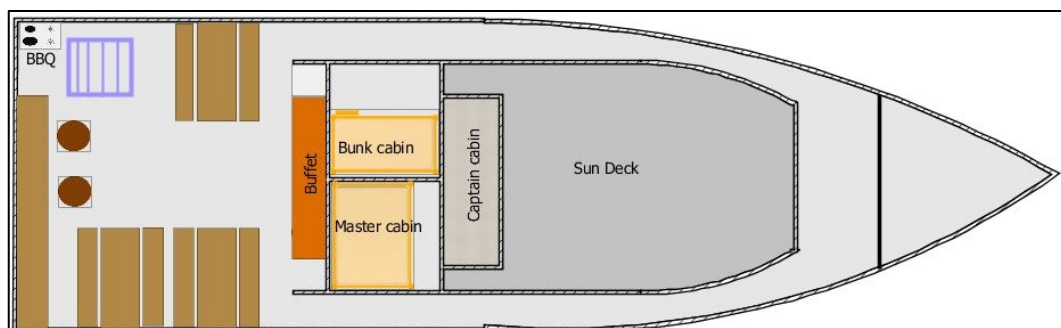 BBQ
Buffet
Bunk cabin
Master cabin
Captain cabin
Sun Deck